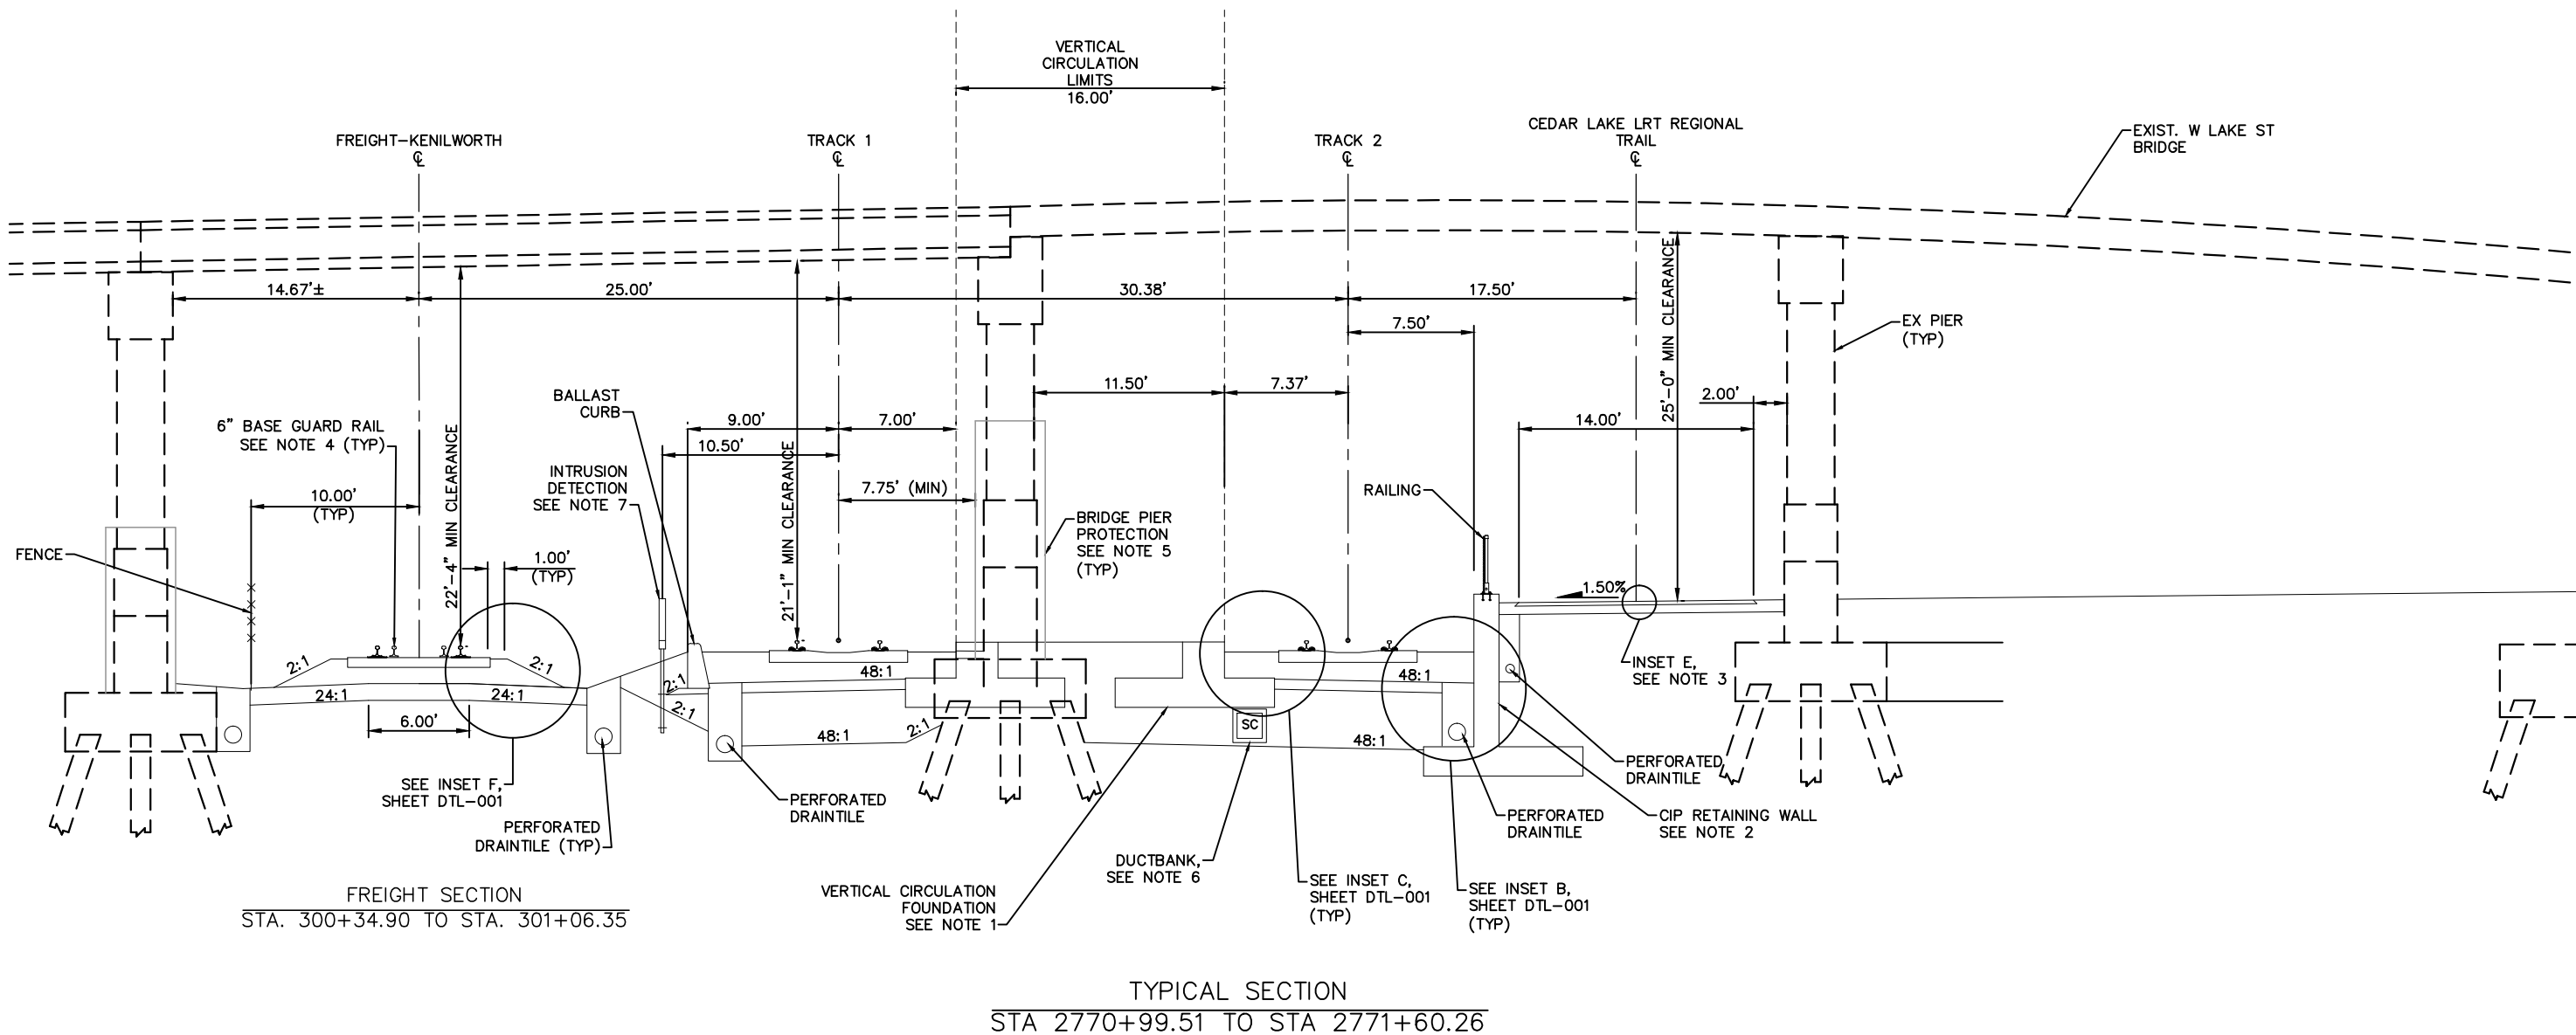 VERTICAL
CIRCULATION
LIMITS
16.00'
FREIGHT-KENILWORTH
℄
TRACK 1
℄
TRACK 2
℄
CEDAR LAKE LRT REGIONAL
TRAIL
℄
EXIST. W LAKE ST
BRIDGE
14.67'±
25.00'
30.38'
17.50'
7.50'
25'-0" MIN CLEARANCE
EX PIER
(TYP)
11.50'
7.37'
2.00'
14.00'
BALLAST
CURB
9.00'
7.00'
10.50'
6" BASE GUARD RAIL
SEE NOTE 4 (TYP)
22'-4" MIN CLEARANCE
21'-1" MIN CLEARANCE
INTRUSION
DETECTION
SEE NOTE 7
7.75' (MIN)
RAILING
10.00'
(TYP)
BRIDGE PIER
PROTECTION
SEE NOTE 5
(TYP)
FENCE
1.00'
(TYP)
1.50%
2:1
2:1
24:1
24:1
2:1
2:1
48:1
48:1
2:1
48:1
48:1
6.00'
SC
INSET E,
SEE NOTE 3
SEE INSET F,
SHEET DTL-001
PERFORATED
DRAINTILE (TYP)
PERFORATED
DRAINTILE
PERFORATED
DRAINTILE
PERFORATED
DRAINTILE
CIP RETAINING WALL
SEE NOTE 2
DUCTBANK,
SEE NOTE 6
VERTICAL CIRCULATION
FOUNDATION
SEE NOTE 1
SEE INSET C,
SHEET DTL-001
(TYP)
SEE INSET B,
SHEET DTL-001
(TYP)
FREIGHT SECTION
STA. 300+34.90 TO STA. 301+06.35
TYPICAL SECTION
STA 2770+99.51 TO STA 2771+60.26